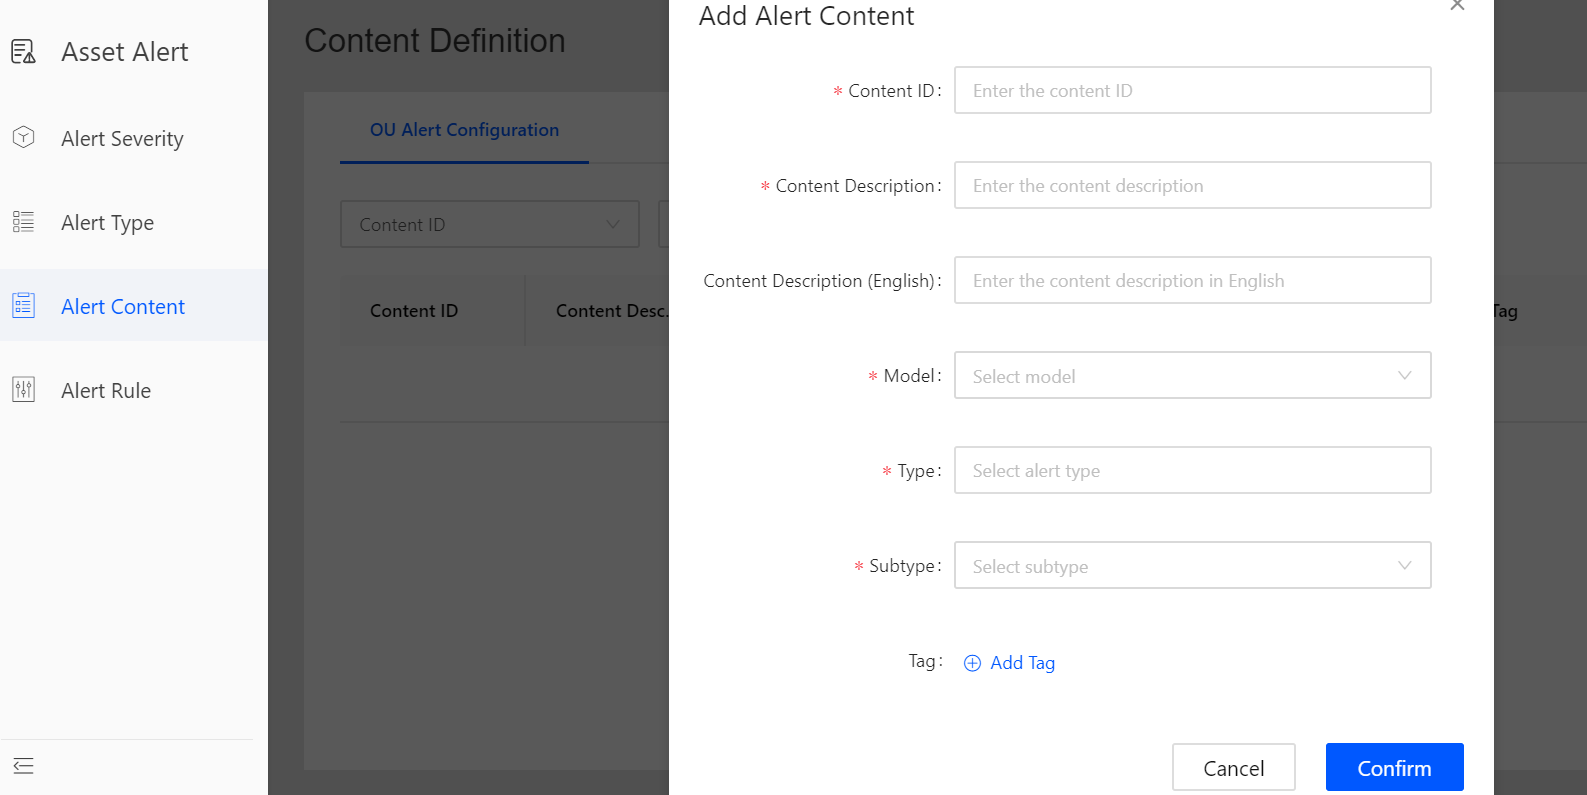 Asset Alert
Alert Severity
Alert Type
Alert Content
Alert Rule
Content Definition
OU Alert Configuration
Content ID
Content ID
Content Desc.
Tag
Add Alert Content
* Content ID:
Enter the content ID
* Content Description:
Enter the content description
Content Description (English):
Enter the content description in English
* Model:
Select model
* Type:
Select alert type
* Subtype:
Select subtype
Tag:
Add Tag
Cancel
Confirm